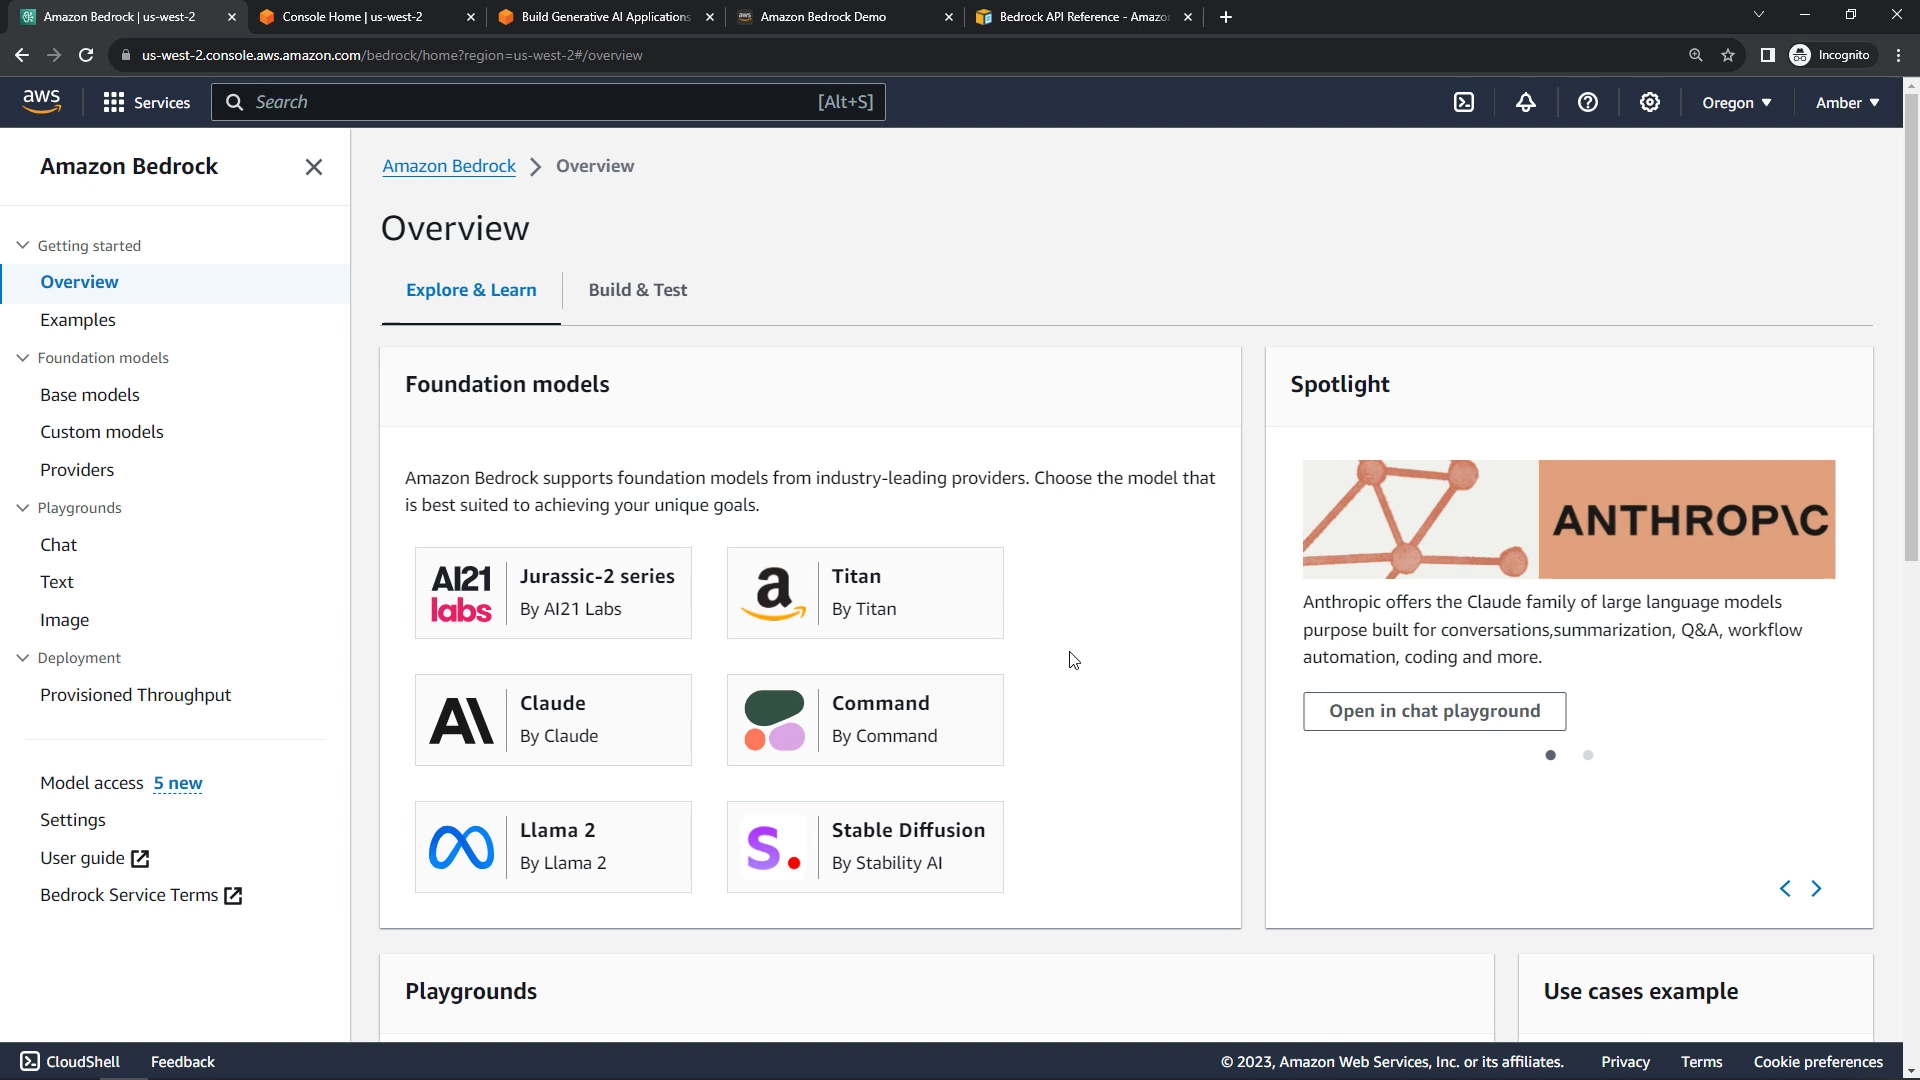 Amazon Bedrock | us-west-2
Console Home | us-west-2
Build Generative AI Applications
Amazon Bedrock Demo
Bedrock API Reference - Amazon
us-west-2.console.aws.amazon.com/bedrock/home?region=us-west-2#/overview
Incognito
aws
Services
Search
[Alt+S]
Oregon
Amber
Amazon Bedrock
Getting started
Overview
Examples
Foundation models
Base models
Custom models
Providers
Playgrounds
Chat
Text
Image
Deployment
Provisioned Throughput
Model access 5 new
Settings
User guide
Bedrock Service Terms
Amazon Bedrock > Overview
Overview
Explore & Learn
Build & Test
Foundation models
Amazon Bedrock supports foundation models from industry-leading providers. Choose the model that
is best suited to achieving your unique goals.
AI21
labs
Jurassic-2 series
By AI21 Labs
a
Titan
By Titan
A\
Claude
By Claude
Command
By Command
Llama 2
By Llama 2
S.
Stable Diffusion
By Stability AI
Spotlight
ANTHROP\C
Anthropic offers the Claude family of large language models
purpose built for conversations,summarization, Q&A, workflow
automation, coding and more.
Open in chat playground
Playgrounds
Use cases example
CloudShell
Feedback
© 2023, Amazon Web Services, Inc. or its affiliates.
Privacy
Terms
Cookie preferences